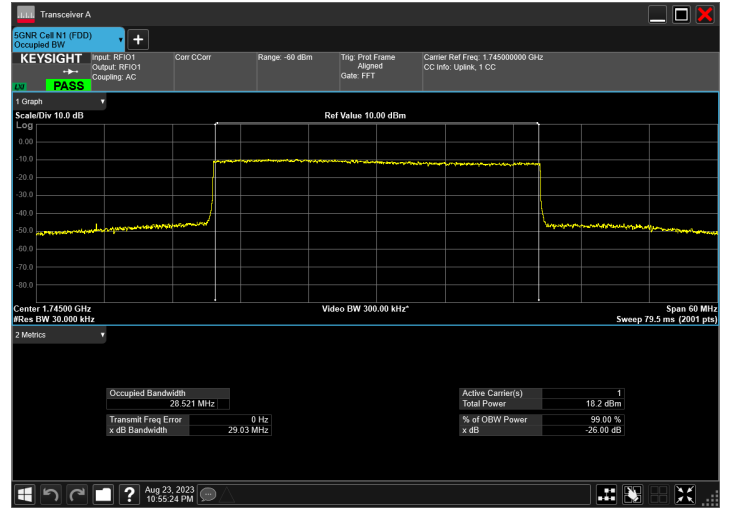 Transceiver A
5GNR Cell N1 (FDD)
Occupied BW
KEYSIGHT
Input: RFIO1
Output: RFIO1
Coupling: AC
Corr CCorr
Range: -60 dBm
Trig: Prot Frame
Aligned
Gate: FFT
Carrier Ref Freq: 1.745000000 GHz
CC Info: Uplink, 1 CC
LXI
PASS
1 Graph
Scale/Div 10.0 dB
Ref Value 10.00 dBm
Log
0.00
-10.0
-20.0
-30.0
-40.0
-50.0
-60.0
-70.0
-80.0
Center 1.74500 GHz
Video BW 300.00 kHz*
Span 60 MHz
#Res BW 30.000 kHz
Sweep 79.5 ms (2001 pts)
2 Metrics
Occupied Bandwidth
28.521 MHz
Transmit Freq Error 0 Hz
x dB Bandwidth 29.03 MHz
Active Carrier(s) 1
Total Power 18.2 dBm
% of OBW Power 99.00 %
x dB -26.00 dB
Aug 23, 2023
10:55:24 PM